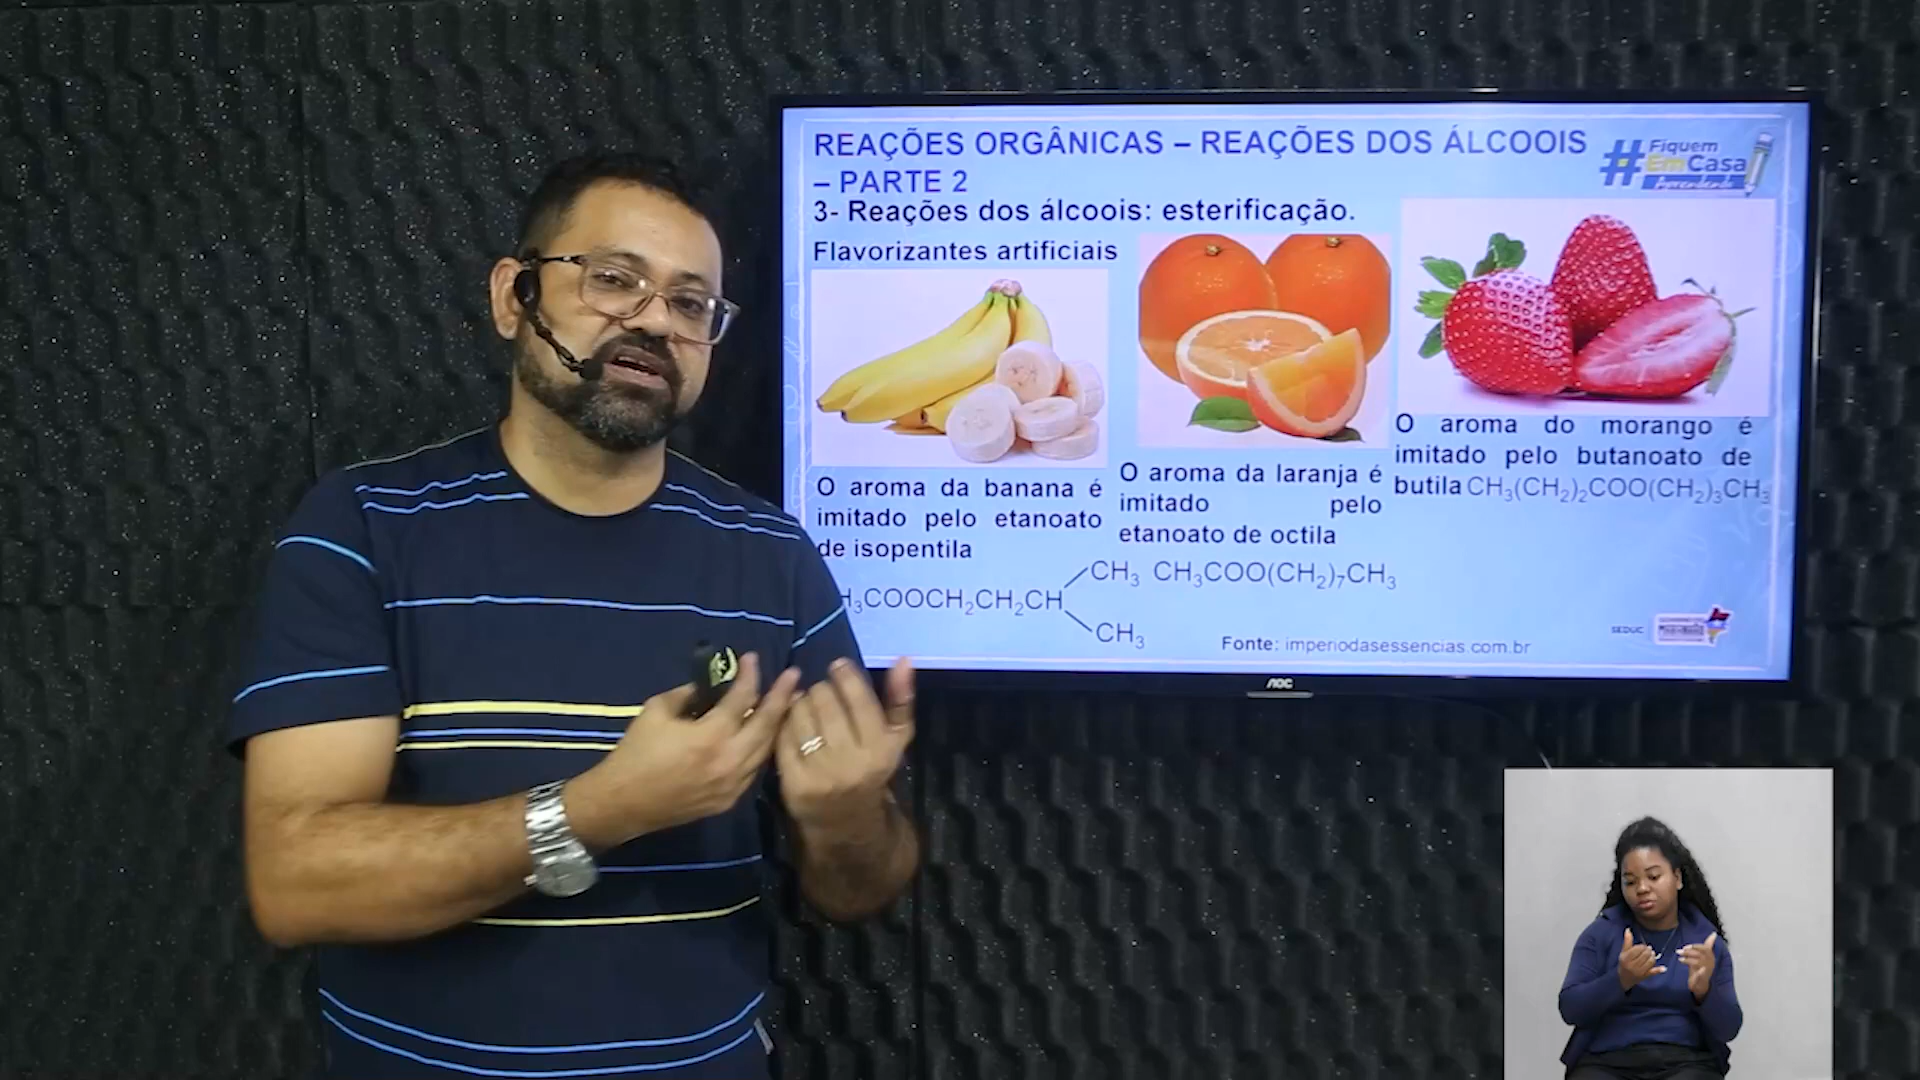 REAÇÕES ORGÂNICAS – REAÇÕES DOS ÁLCOOIS
– PARTE 2
#Fiquem
EmCasa
Aprendendo
3- Reações dos álcoois: esterificação.
Flavorizantes artificiais
O aroma da banana é
imitado pelo etanoato
de isopentila
H₃COOCH₂CH₂CH
CH₃
CH₃
O aroma da laranja é
imitado pelo
etanoato de octila
CH₃COO(CH₂)₇CH₃
O aroma do morango é
imitado pelo butanoato de
butila CH₃(CH₂)₂COO(CH₂)₃CH₃
Fonte: imperiodasessencias.com.br
SEDUC
AOC